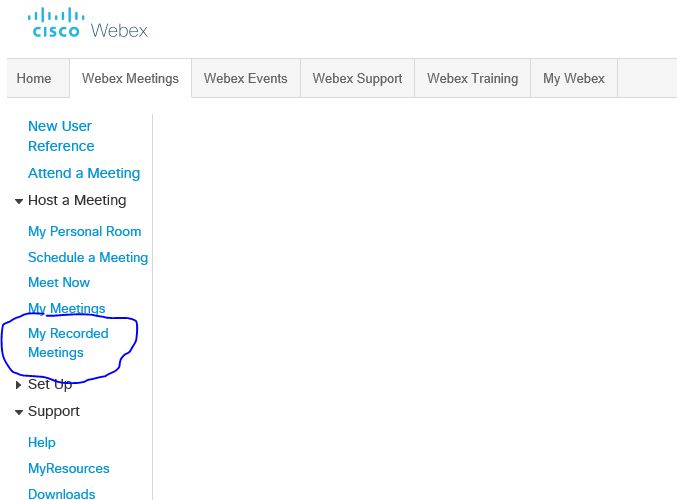 CISCO Webex
Home Webex Meetings Webex Events Webex Support Webex Training My Webex
New User
Reference
Attend a Meeting
Host a Meeting
My Personal Room
Schedule a Meeting
Meet Now
My Meetings
My Recorded
Meetings
Set Up
Support
Help
MyResources
Downloads